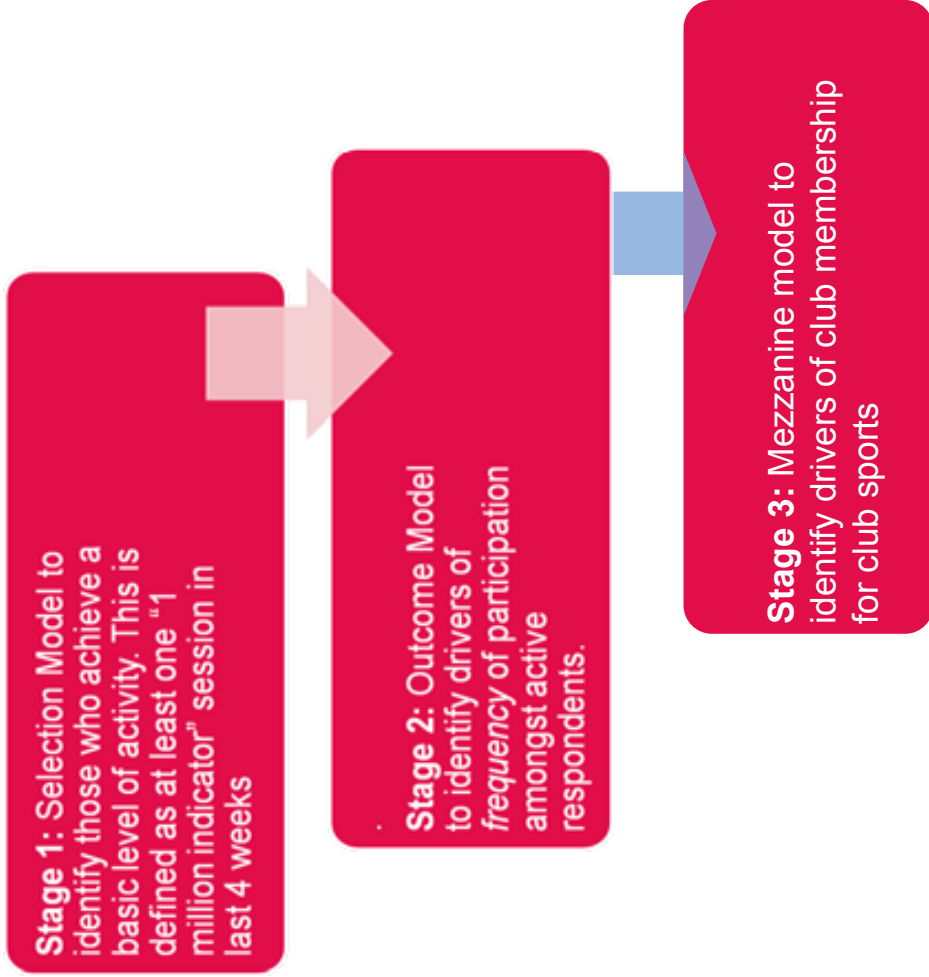 Stage 1: Selection Model to
identify those who achieve a
basic level of activity. This is
defined as at least one “1
million indicator” session in
last 4 weeks
.
Stage 2: Outcome Model
to identify drivers of
frequency of participation
amongst active
respondents.
Stage 3: Mezzanine model to
identify drivers of club membership
for club sports